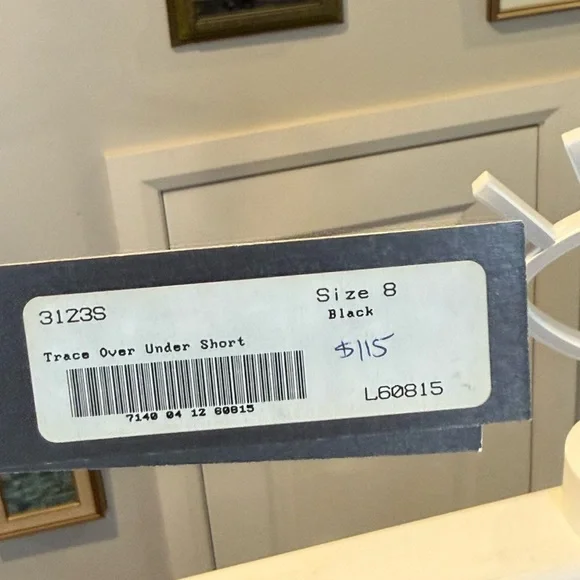 3123S
Size 8
Black
Trace Over Under Short
$115
7140 04 12 60815
L60815